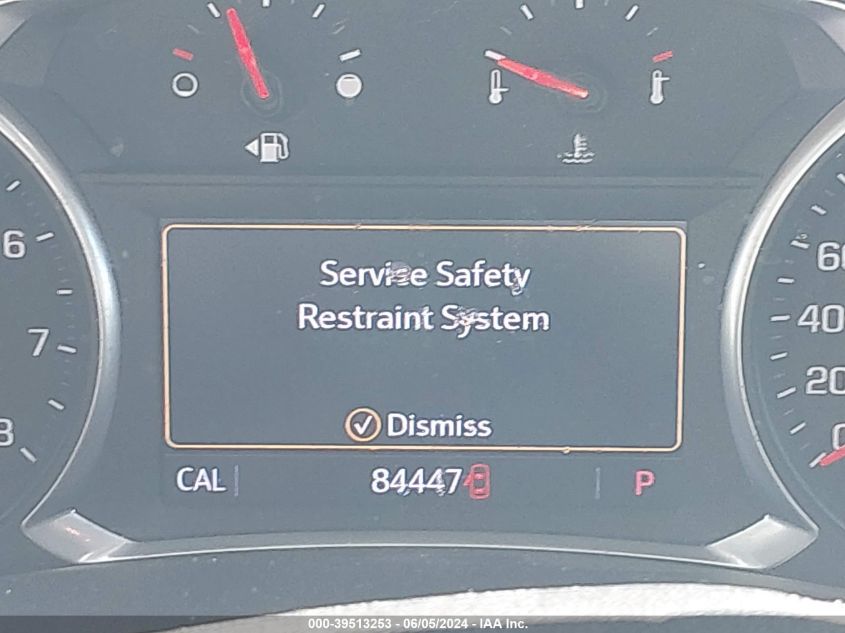 6
7
8
60
40
20
0
Service Safety
Restraint System
Dismiss
CAL 84447 P
000-39513253 - 06/05/2024 - IAA Inc.